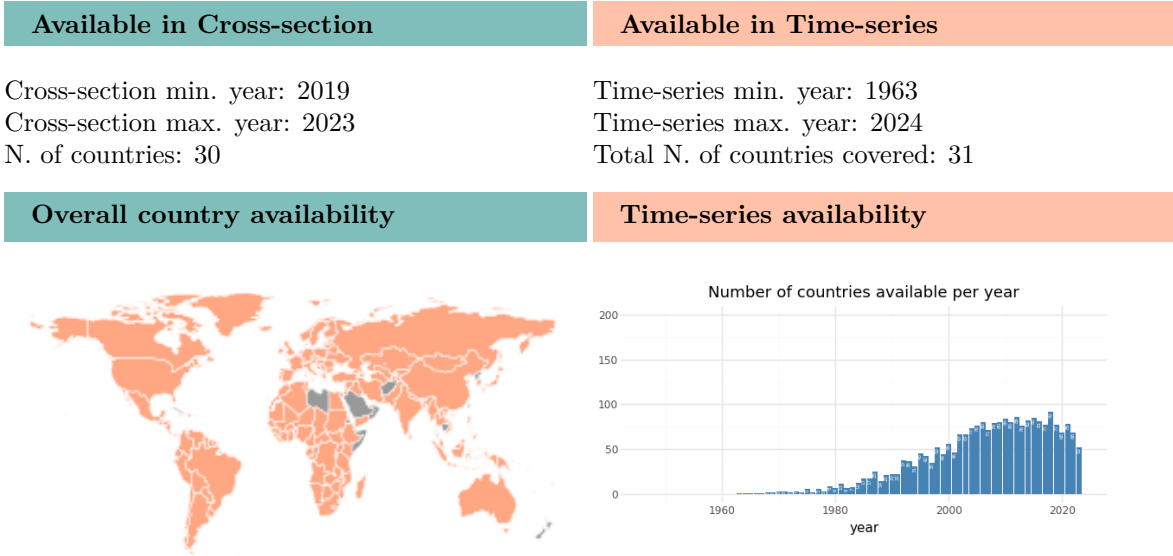 Available in Cross-section
Available in Time-series
Cross-section min. year: 2019
Cross-section max. year: 2023
N. of countries: 30
Time-series min. year: 1963
Time-series max. year: 2024
Total N. of countries covered: 31
Overall country availability
Time-series availability
Number of countries available per year
200
150
100
50
0
1960
1980
2000
2020
year